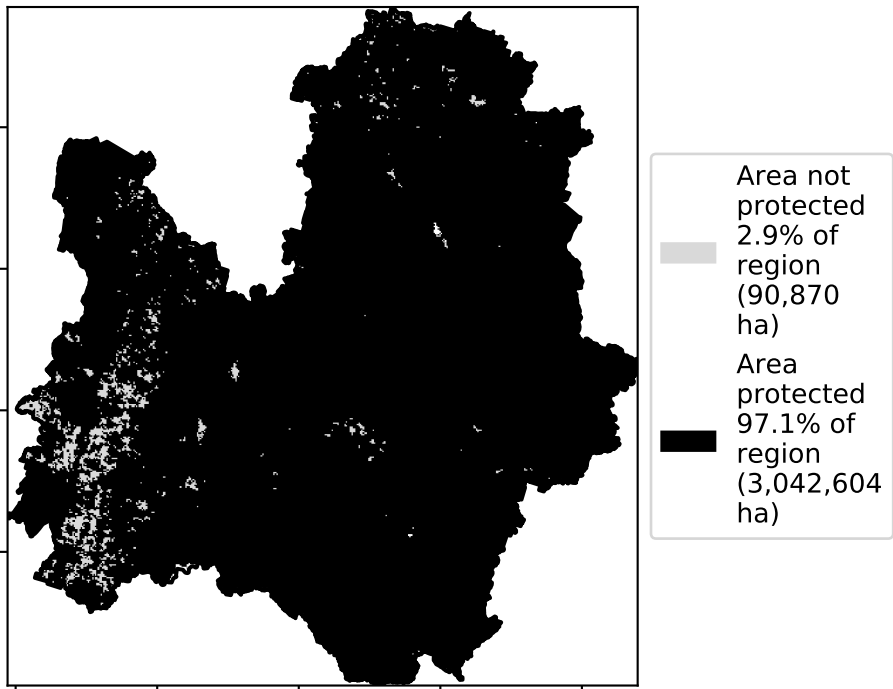 Area not
protected
2.9% of
region
(90,870
ha)
Area
protected
97.1% of
region
(3,042,604
ha)